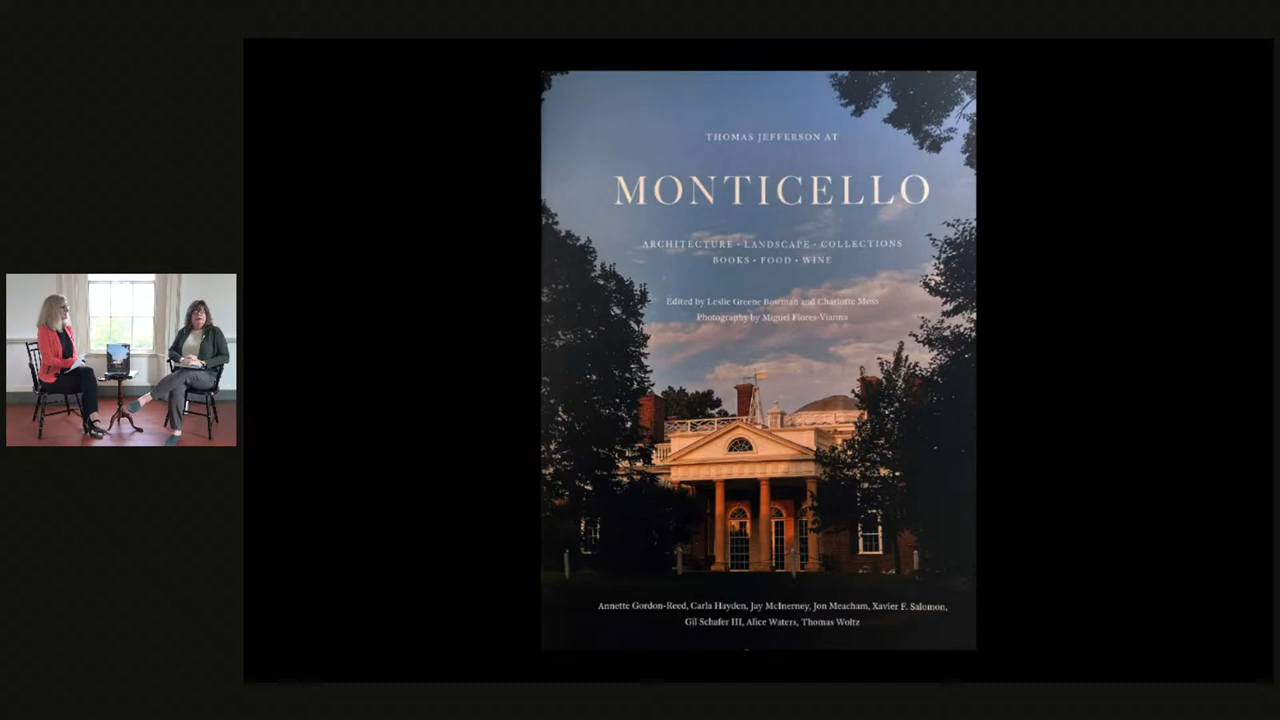 THOMAS JEFFERSON AT
MONTICELLO
ARCHITECTURE • LANDSCAPE • COLLECTIONS
BOOKS • FOOD • WINE
Edited by Leslie Greene Bowman and Charlotte Moss
Photography by Miguel Flores-Vianna
Annette Gordon-Reed, Carla Hayden, Jay McInerney, Jon Meacham, Xavier F. Salomon,
Gil Schafer III, Alice Waters, Thomas Woltz